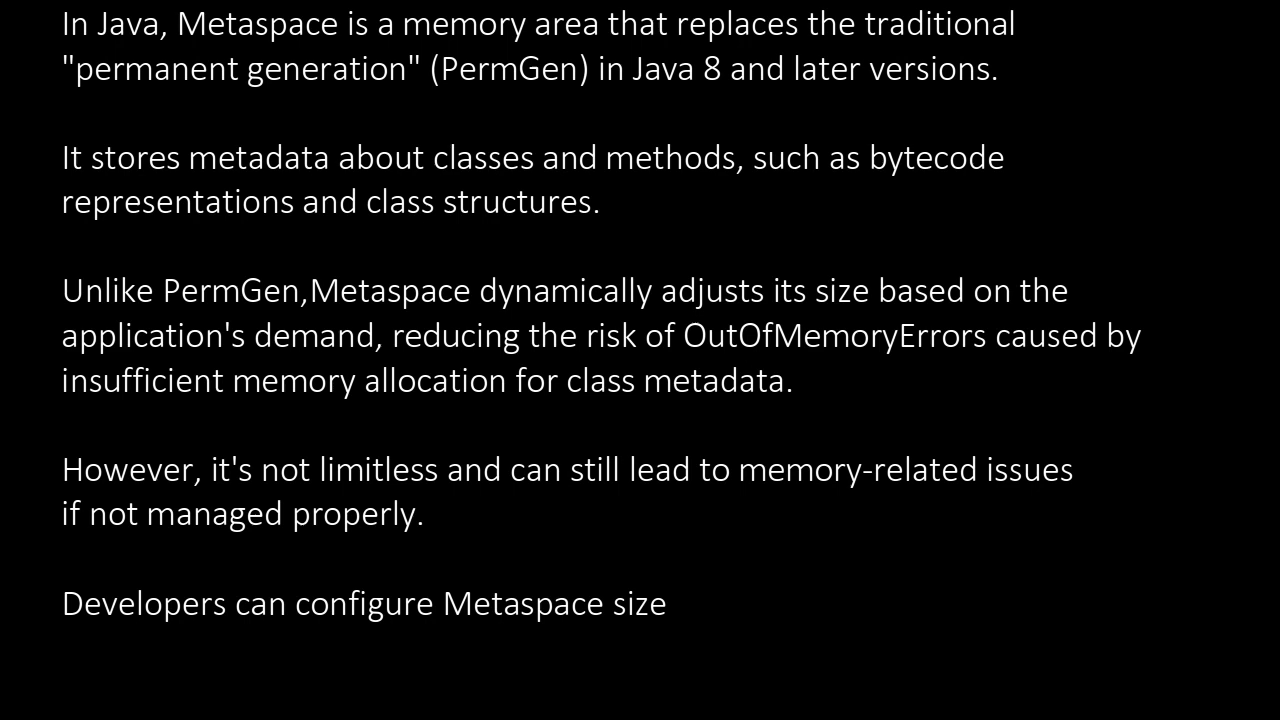 In Java, Metaspace is a memory area that replaces the traditional
"permanent generation" (PermGen) in Java 8 and later versions.
It stores metadata about classes and methods, such as bytecode
representations and class structures.
Unlike PermGen,Metaspace dynamically adjusts its size based on the
application's demand, reducing the risk of OutOfMemoryErrors caused by
insufficient memory allocation for class metadata.
However, it's not limitless and can still lead to memory-related issues
if not managed properly.
Developers can configure Metaspace size